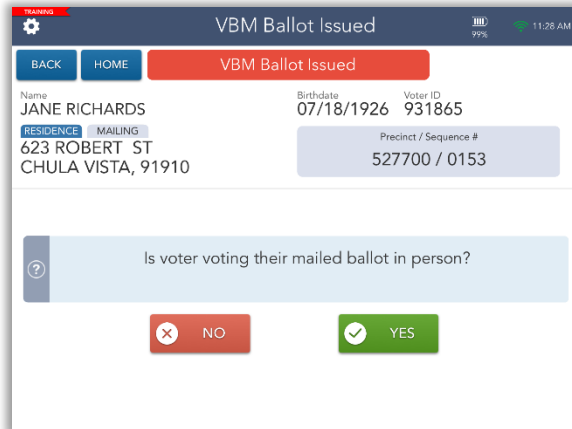 TRAINING
VBM Ballot Issued
99%
11:28 AM
BACK HOME VBM Ballot Issued
Name Birthdate Voter ID
JANE RICHARDS 07/18/1926 931865
RESIDENCE MAILING Precinct / Sequence #
623 ROBERT ST 527700 / 0153
CHULA VISTA, 91910
? Is voter voting their mailed ballot in person?
NO YES